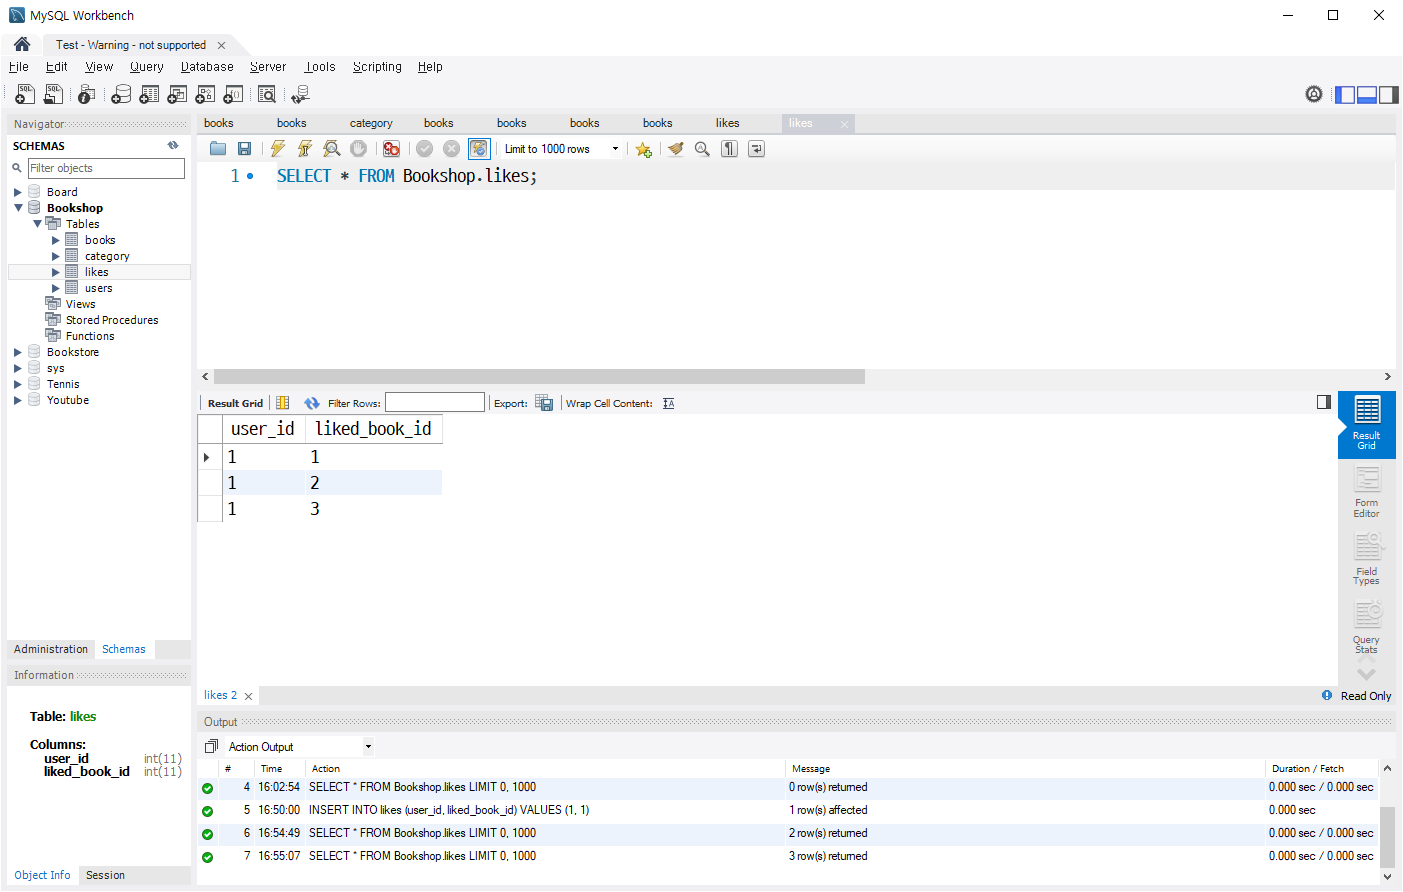 MySQL Workbench
Test - Warning - not supported
File Edit View Query Database Server Tools Scripting Help
Navigator
SCHEMAS
Filter objects
Board
Bookshop
Tables
books
category
likes
users
Views
Stored Procedures
Functions
Bookstore
sys
Tennis
Youtube
Administration Schemas
Information
Table: likes
Columns:
user_id int(11)
liked_book_id int(11)
Object Info Session
books books category books books books books likes likes
Limit to 1000 rows
1 SELECT * FROM Bookshop.likes;
Result Grid Filter Rows: Export: Wrap Cell Content:
user_id liked_book_id
1 1
1 2
1 3
Result
Grid
Form
Editor
Field
Types
Query
Stats
likes 2
Read Only
Output
Action Output
# Time Action Message Duration / Fetch
4 16:02:54 SELECT * FROM Bookshop.likes LIMIT 0, 1000 0 row(s) returned 0.000 sec / 0.000 sec
5 16:50:00 INSERT INTO likes (user_id, liked_book_id) VALUES (1, 1) 1 row(s) affected 0.000 sec
6 16:54:49 SELECT * FROM Bookshop.likes LIMIT 0, 1000 2 row(s) returned 0.000 sec / 0.000 sec
7 16:55:07 SELECT * FROM Bookshop.likes LIMIT 0, 1000 3 row(s) returned 0.000 sec / 0.000 sec